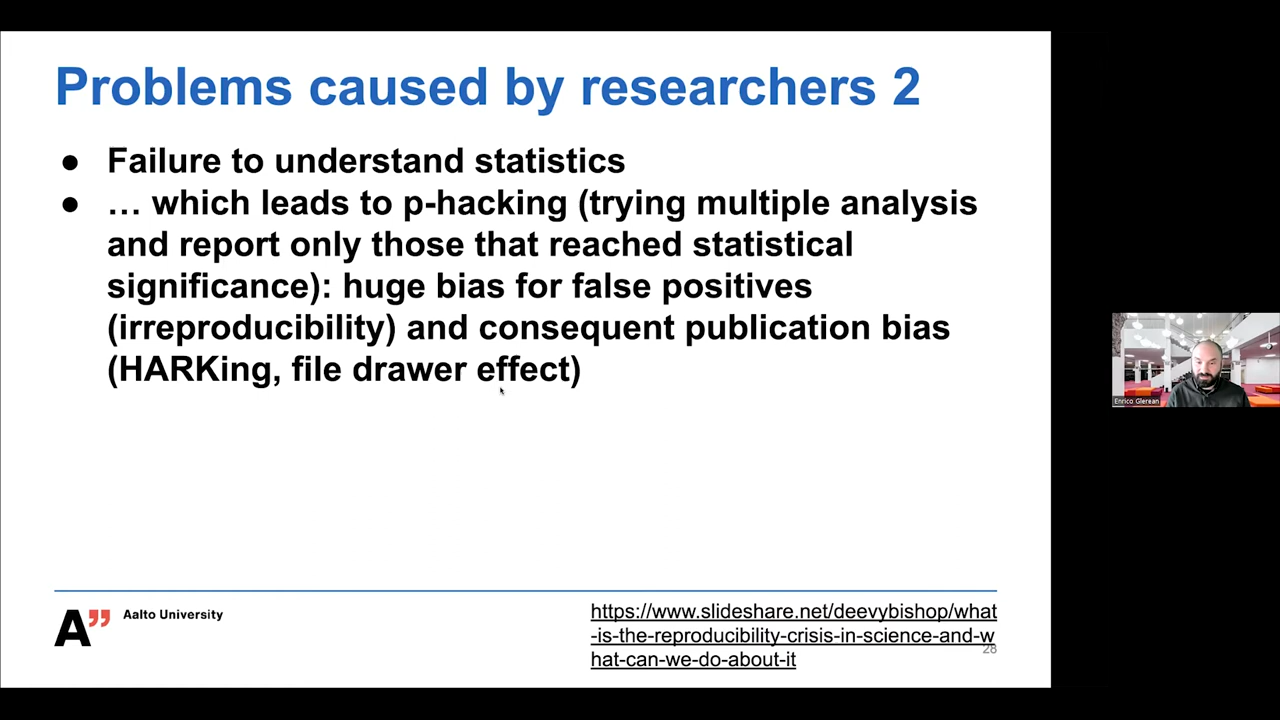 Problems caused by researchers 2
● Failure to understand statistics
● … which leads to p-hacking (trying multiple analysis
and report only those that reached statistical
significance): huge bias for false positives
(irreproducibility) and consequent publication bias
(HARKing, file drawer effect)
Enrico Glerean
A”
Aalto University
https://www.slideshare.net/deevybishop/what
-is-the-reproducibility-crisis-in-science-and-w
hat-can-we-do-about-it
28